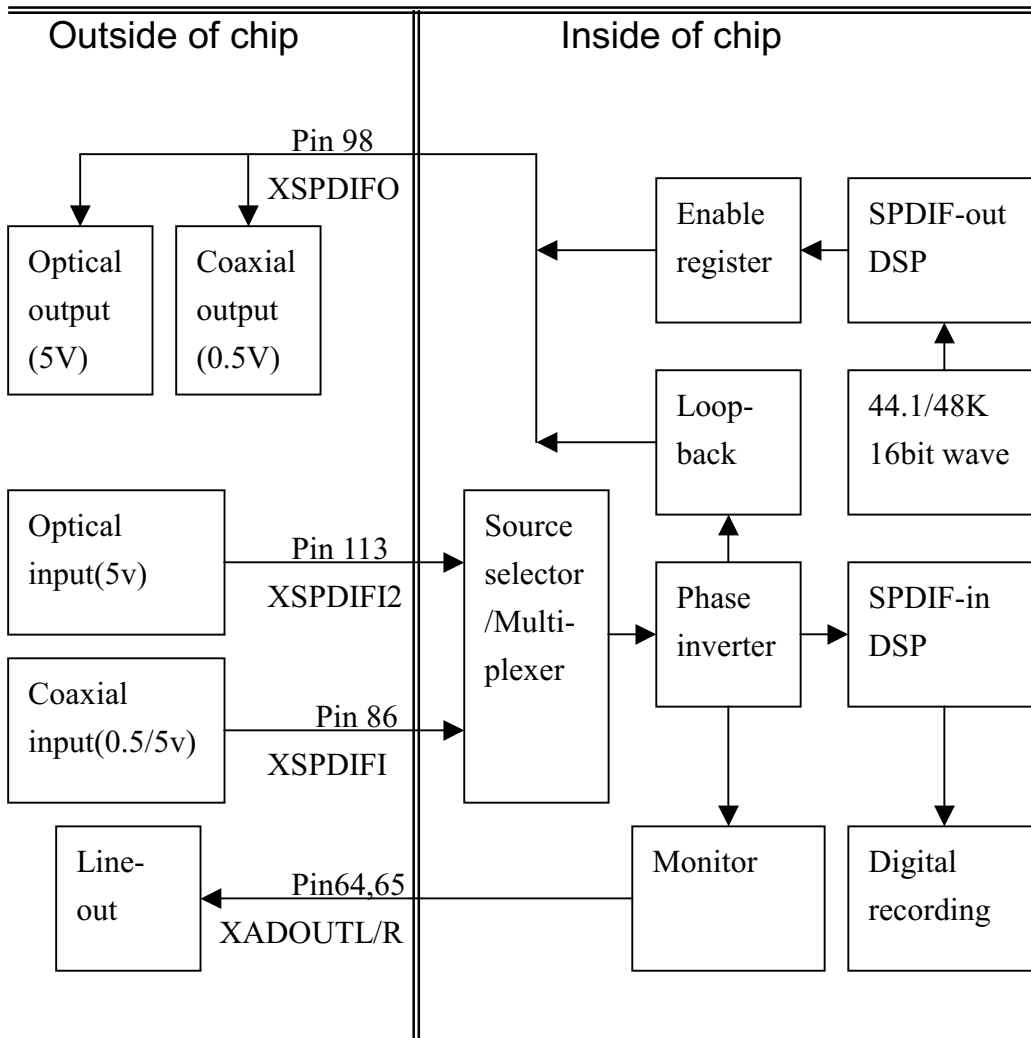 Outside of chip
Inside of chip
Pin 98
XSPDIFO
Optical
output
(5V)
Coaxial
output
(0.5V)
Enable
register
SPDIF-out
DSP
Loop-
back
44.1/48K
16bit wave
Optical
input(5v)
Pin 113
XSPDIFI2
Source
selector
/Multi-
plexer
Phase
inverter
SPDIF-in
DSP
Coaxial
input(0.5/5v)
Pin 86
XSPDIFI
Line-
out
Pin64,65
XADOUTL/R
Monitor
Digital
recording